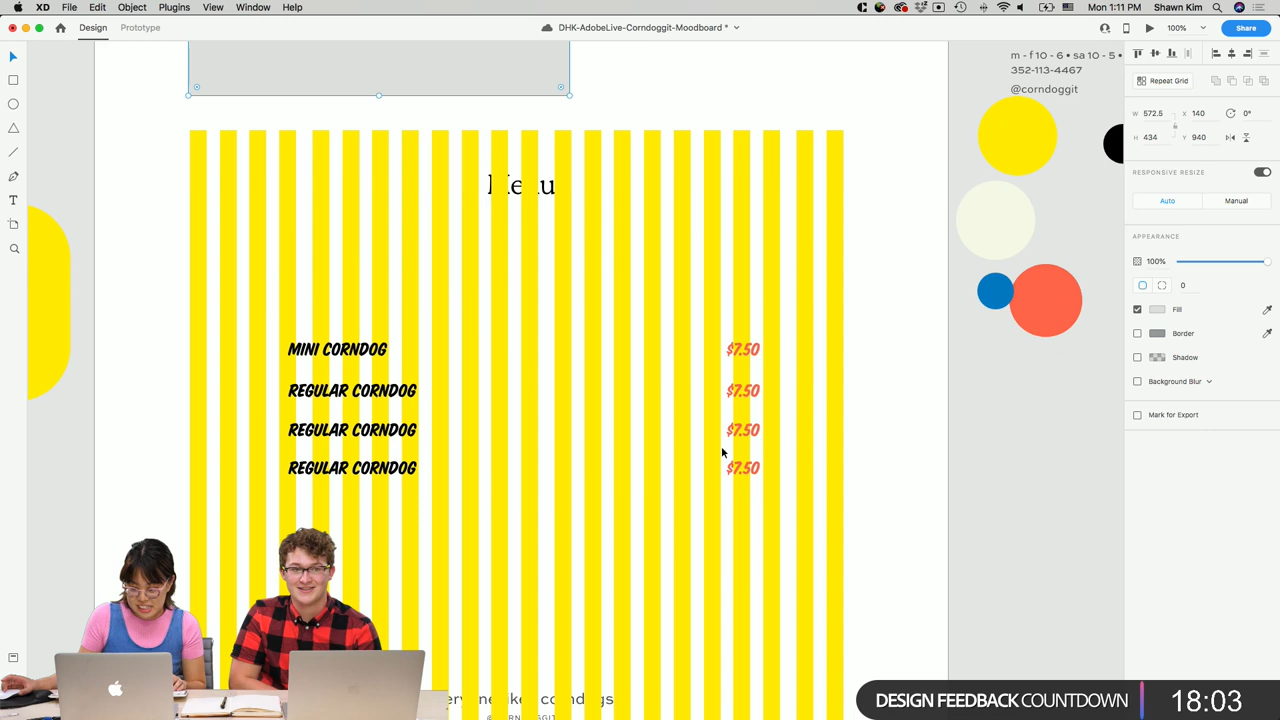 XD File Edit Object Plugins View Window Help
Mon 1:11 PM Shawn Kim
Design Prototype
DHK-AdobeLive-Corndoggit-Moodboard *
100%
Share
m - f 10 - 6 • sa 10 - 5 •
352-113-4467
@corndoggit
Repeat Grid
W 572.5 X 140 0°
H 434 Y 940
RESPONSIVE RESIZE
Auto Manual
APPEARANCE
100%
0
Fill
Border
Shadow
Background Blur
Mark for Export
T
Menu
MINI CORNDOG $7.50
REGULAR CORNDOG $7.50
REGULAR CORNDOG $7.50
REGULAR CORNDOG $7.50
DESIGN FEEDBACK COUNTDOWN 18:03